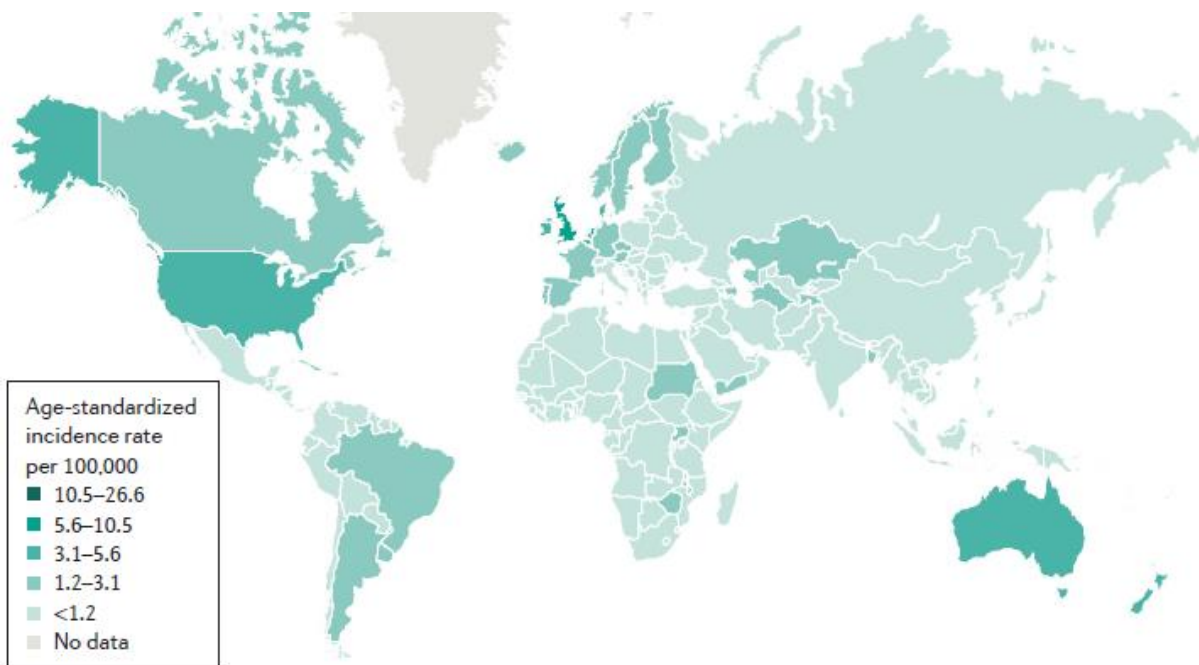 Age-standardized
incidence rate
per 100,000
10.5–26.6
5.6–10.5
3.1–5.6
1.2–3.1
<1.2
No data